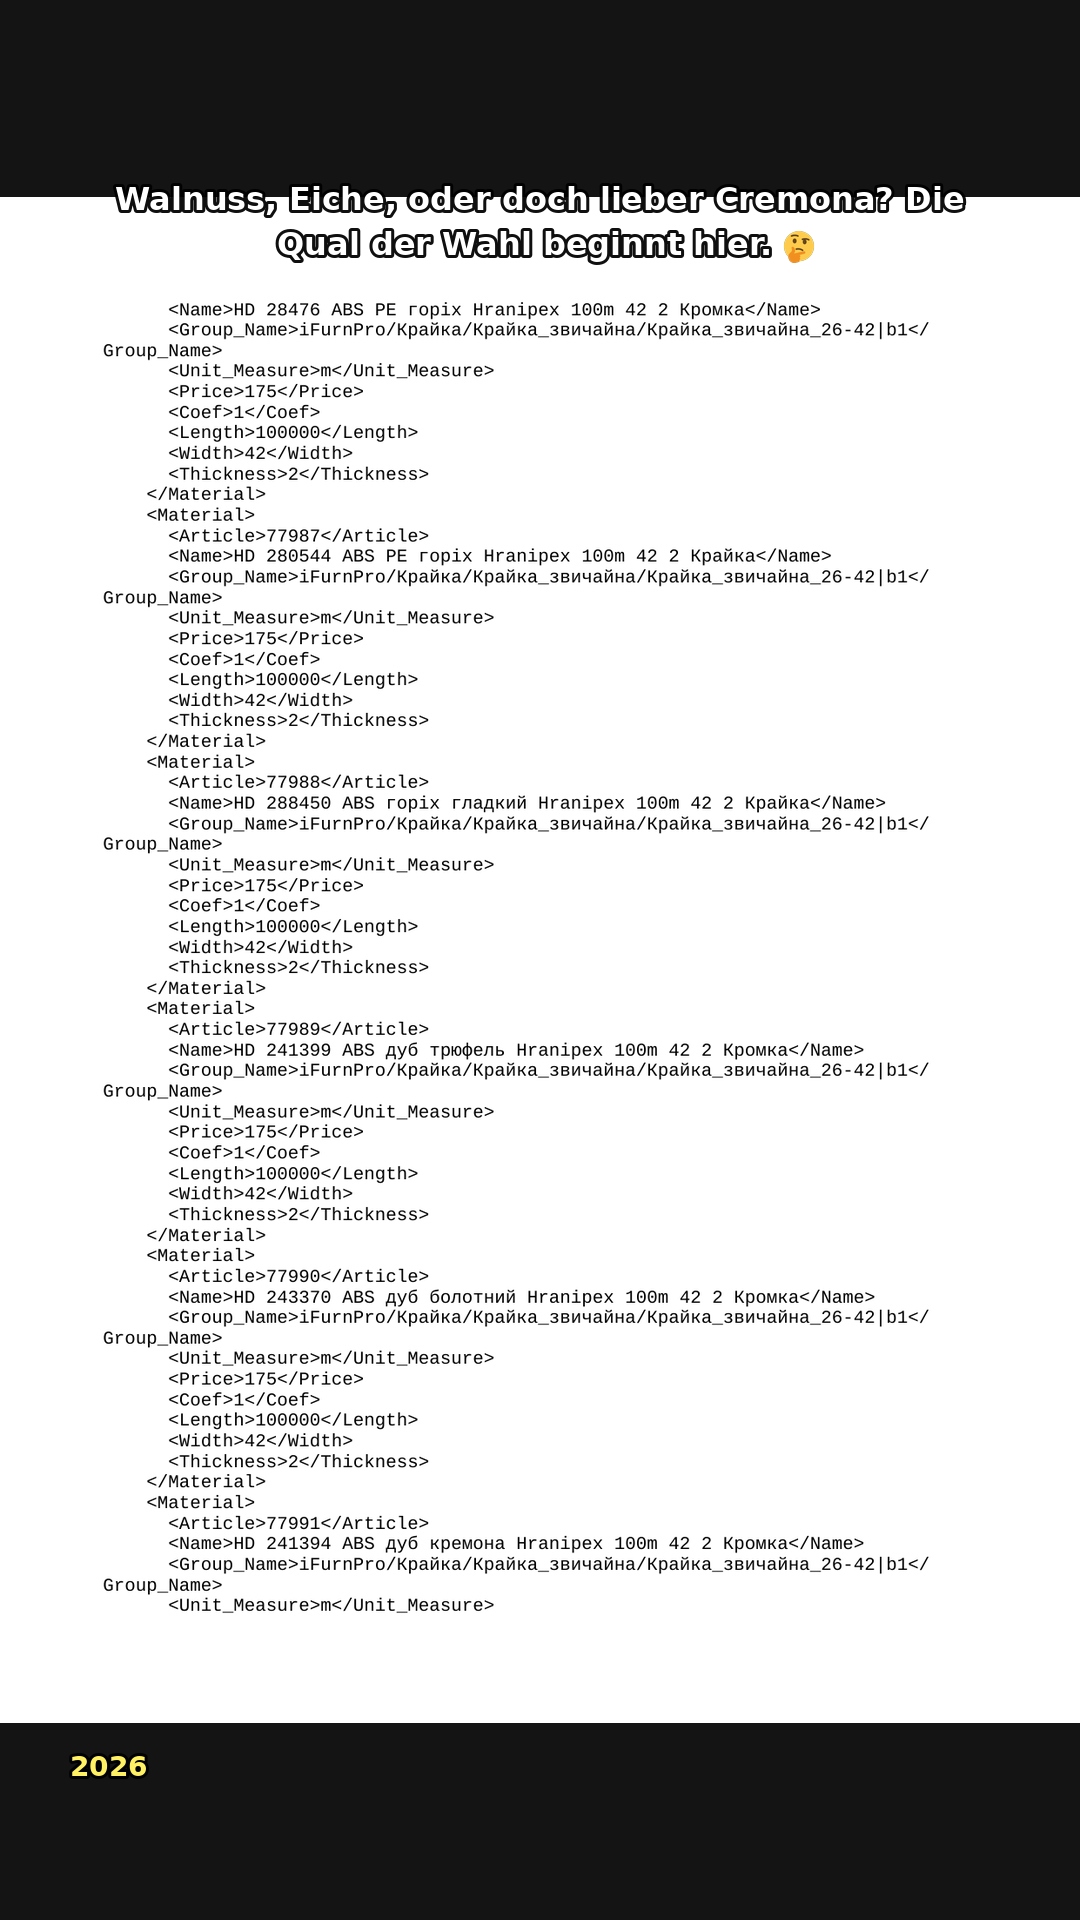 Walnuss, Eiche, oder doch lieber Cremona? Die
Qual der Wahl beginnt hier. 🤔
<Name>HD 28476 ABS PE горіх Hranipex 100m 42 2 Кромка</Name>
<Group_Name>iFurnPro/Крайка/Крайка_звичайна/Крайка_звичайна_26-42|b1</
Group_Name>
<Unit_Measure>m</Unit_Measure>
<Price>175</Price>
<Coef>1</Coef>
<Length>100000</Length>
<Width>42</Width>
<Thickness>2</Thickness>
</Material>
<Material>
<Article>77987</Article>
<Name>HD 280544 ABS PE горіх Hranipex 100m 42 2 Крайка</Name>
<Group_Name>iFurnPro/Крайка/Крайка_звичайна/Крайка_звичайна_26-42|b1</
Group_Name>
<Unit_Measure>m</Unit_Measure>
<Price>175</Price>
<Coef>1</Coef>
<Length>100000</Length>
<Width>42</Width>
<Thickness>2</Thickness>
</Material>
<Material>
<Article>77988</Article>
<Name>HD 288450 ABS горіх гладкий Hranipex 100m 42 2 Крайка</Name>
<Group_Name>iFurnPro/Крайка/Крайка_звичайна/Крайка_звичайна_26-42|b1</
Group_Name>
<Unit_Measure>m</Unit_Measure>
<Price>175</Price>
<Coef>1</Coef>
<Length>100000</Length>
<Width>42</Width>
<Thickness>2</Thickness>
</Material>
<Material>
<Article>77989</Article>
<Name>HD 241399 ABS дуб трюфель Hranipex 100m 42 2 Кромка</Name>
<Group_Name>iFurnPro/Крайка/Крайка_звичайна/Крайка_звичайна_26-42|b1</
Group_Name>
<Unit_Measure>m</Unit_Measure>
<Price>175</Price>
<Coef>1</Coef>
<Length>100000</Length>
<Width>42</Width>
<Thickness>2</Thickness>
</Material>
<Material>
<Article>77990</Article>
<Name>HD 243370 ABS дуб болотний Hranipex 100m 42 2 Кромка</Name>
<Group_Name>iFurnPro/Крайка/Крайка_звичайна/Крайка_звичайна_26-42|b1</
Group_Name>
<Unit_Measure>m</Unit_Measure>
<Price>175</Price>
<Coef>1</Coef>
<Length>100000</Length>
<Width>42</Width>
<Thickness>2</Thickness>
</Material>
<Material>
<Article>77991</Article>
<Name>HD 241394 ABS дуб кремона Hranipex 100m 42 2 Кромка</Name>
<Group_Name>iFurnPro/Крайка/Крайка_звичайна/Крайка_звичайна_26-42|b1</
Group_Name>
<Unit_Measure>m</Unit_Measure>
2026